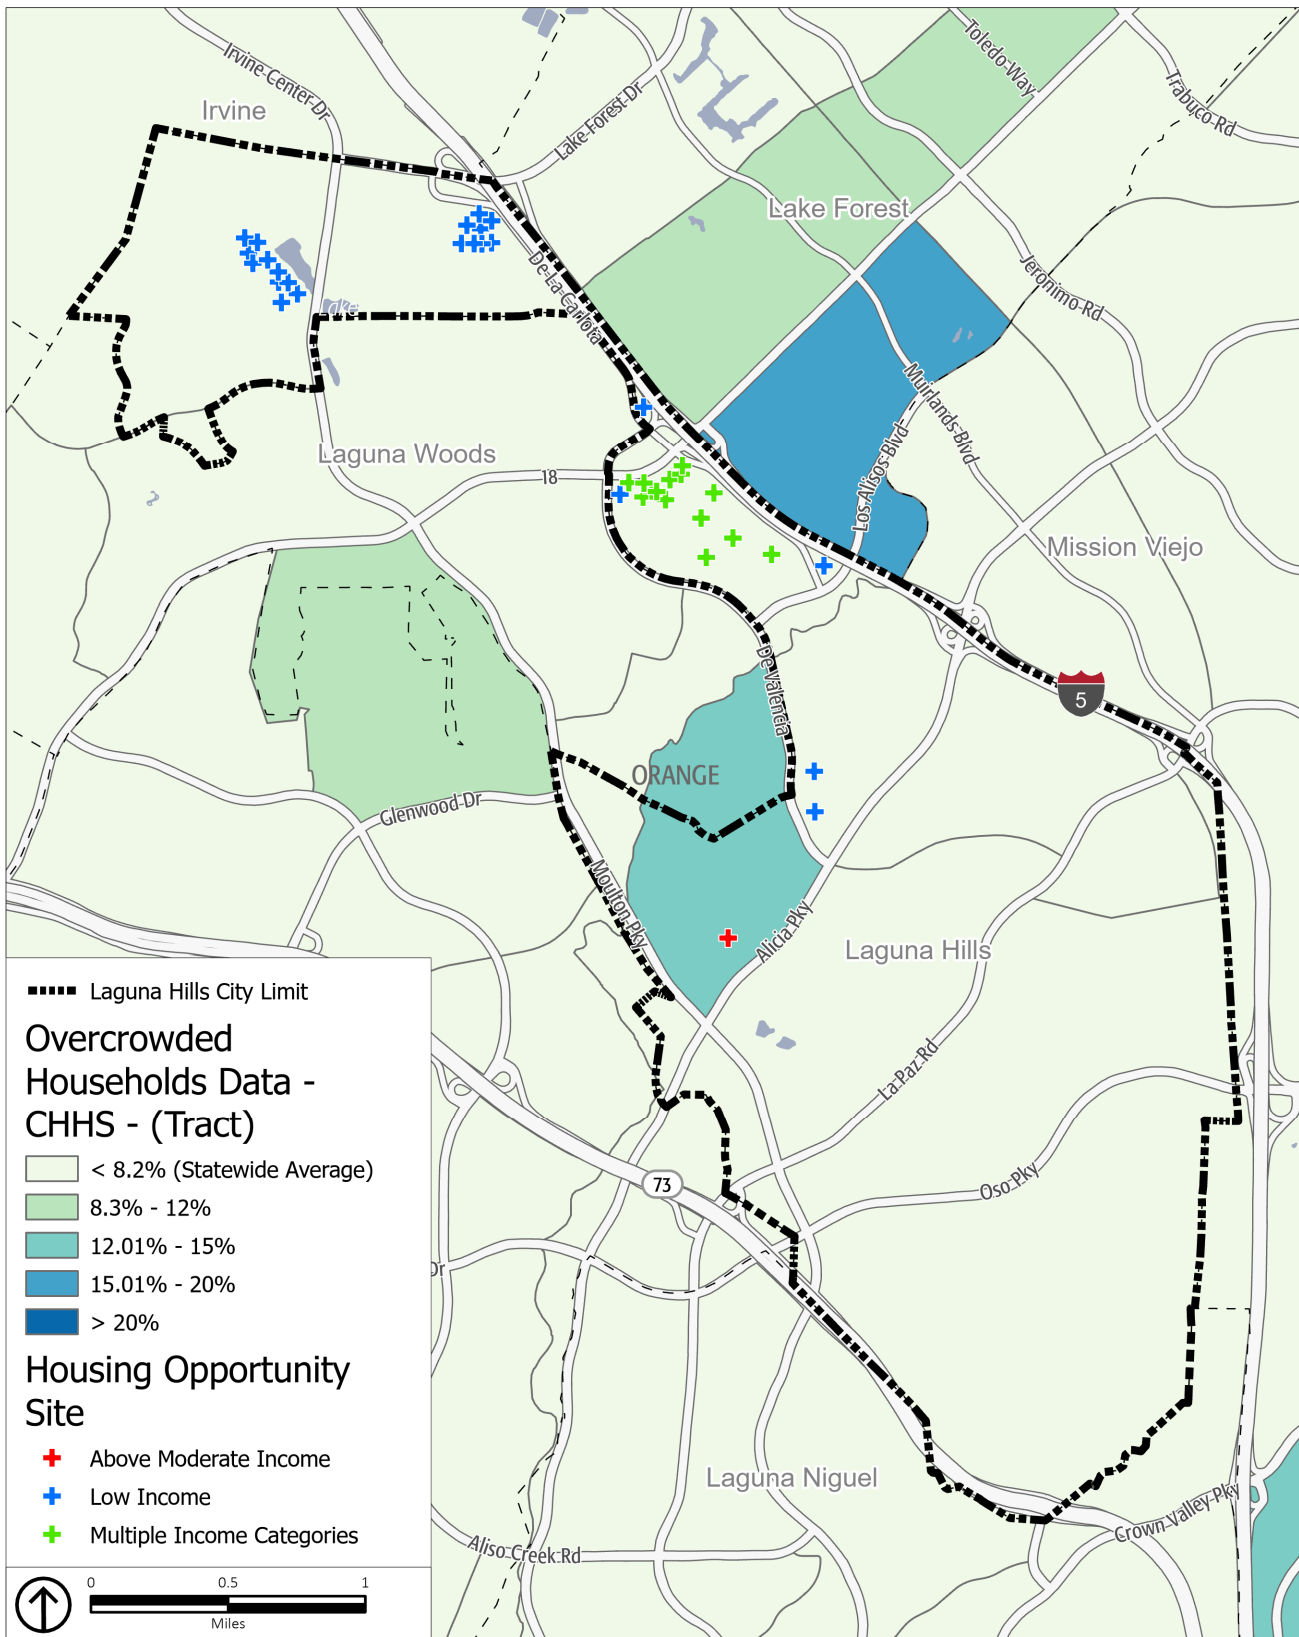 Toledo Way
Irvine Center Dr
Trabuco Rd
Irvine
Lake Forest Dr
Lake Forest
De La Carlota
Jeronimo Rd
Lake
Muirlands Blvd
Laguna Woods
18
Los Alisos Blvd
Mission Viejo
De Valencia
5
ORANGE
Glenwood Dr
Moulton Pky
Alicia Pky
Laguna Hills
La Paz Rd
73
Oso Pky
Dr
Laguna Niguel
Crown Valley Pky
Aliso Creek Rd
Laguna Hills City Limit
Overcrowded
Households Data -
CHHS - (Tract)
< 8.2% (Statewide Average)
8.3% - 12%
12.01% - 15%
15.01% - 20%
> 20%
Housing Opportunity
Site
Above Moderate Income
Low Income
Multiple Income Categories
0 0.5 1
Miles